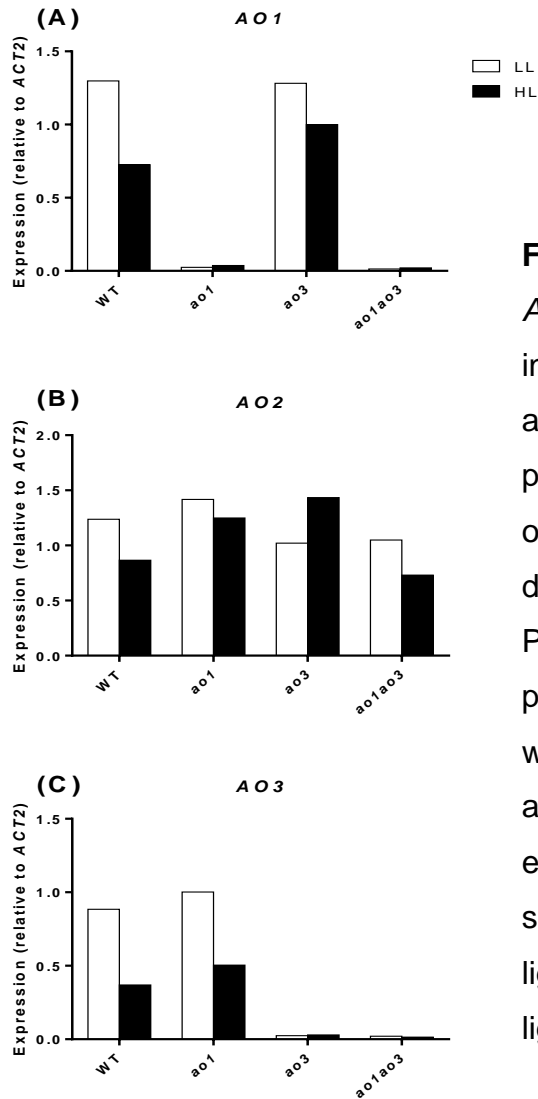 (A) AO1
Expression (relative to ACT2)
1.5
1.0
0.5
0.0
WT ao1 ao3 ao1ao3
LL
HL
(B) AO2
Expression (relative to ACT2)
2.0
1.5
1.0
0.5
0.0
WT ao1 ao3 ao1ao3
(C) AO3
Expression (relative to ACT2)
1.5
1.0
0.5
0.0
WT ao1 ao3 ao1ao3
F
A
in
a
p
o
d
P
p
w
a
e
s
lig
lig